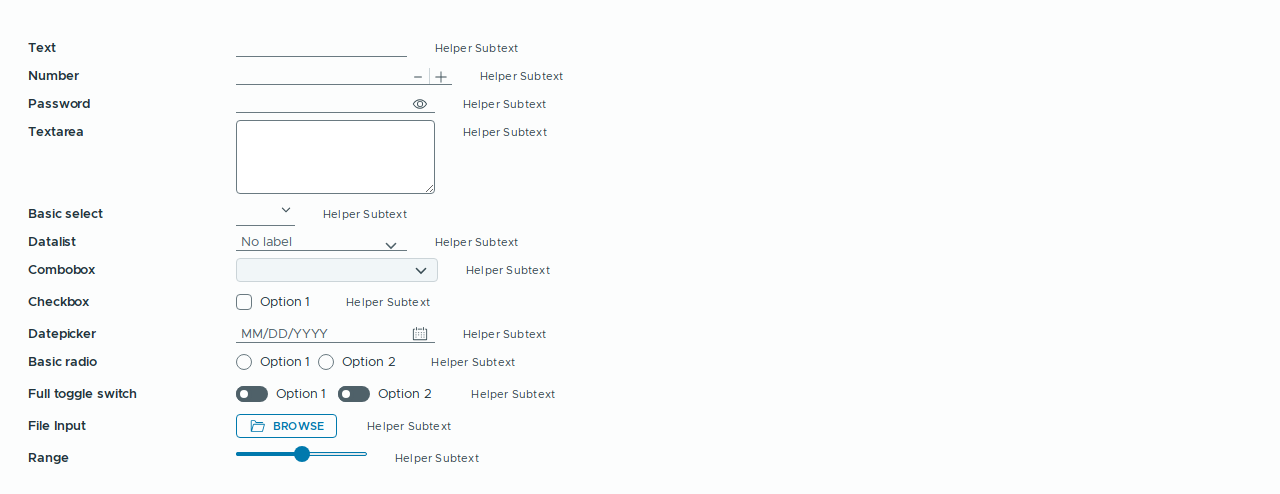 Text Helper Subtext
Number Helper Subtext
Password Helper Subtext
Textarea Helper Subtext
Basic select Helper Subtext
Datalist No label Helper Subtext
Combobox Helper Subtext
Checkbox Option 1 Helper Subtext
Datepicker MM/DD/YYYY Helper Subtext
Basic radio Option 1 Option 2 Helper Subtext
Full toggle switch Option 1 Option 2 Helper Subtext
File Input BROWSE Helper Subtext
Range Helper Subtext